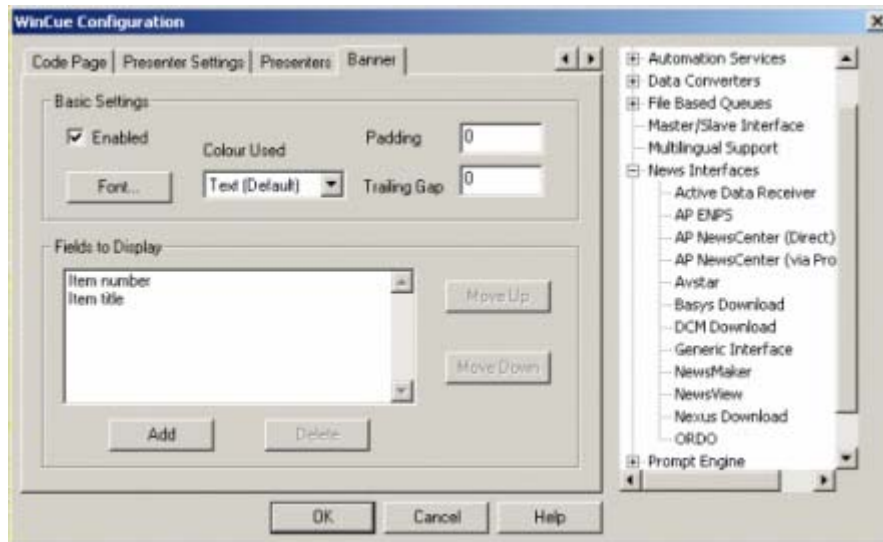 WinCue Configuration
Code Page
Presenter Settings
Presenters
Banner
Basic Settings
Enabled
Colour Used
Padding
0
Font...
Text (Default)
Trailing Gap
0
Fields to Display
Item number
Item title
Move Up
Move Down
Add
Delete
Automation Services
Data Converters
File Based Queues
Master/Slave Interface
Multilingual Support
News Interfaces
Active Data Receiver
AP ENPS
AP NewsCenter (Direct)
AP NewsCenter (via Pro
Avstar
Basys Download
DCM Download
Generic Interface
NewsMaker
NewsView
Nexus Download
ORDO
Prompt Engine
OK
Cancel
Help